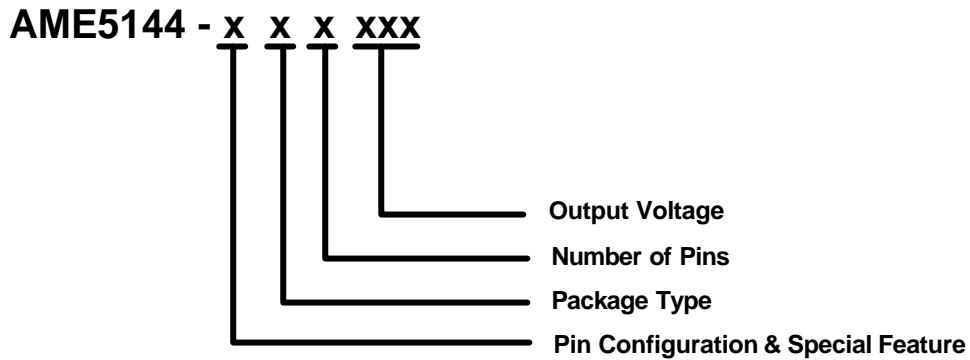 AME5144 - x x x xxx
Output Voltage
Number of Pins
Package Type
Pin Configuration & Special Feature